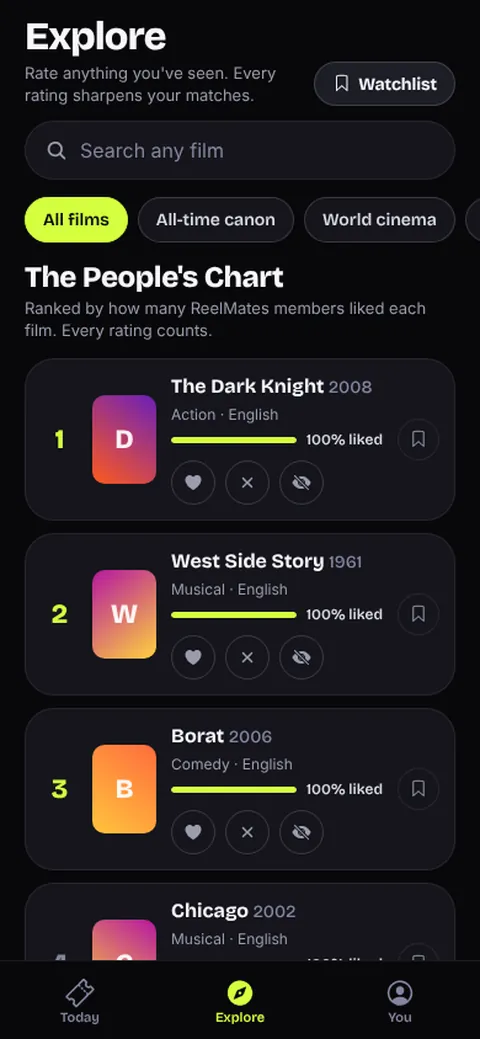 Explore
Rate anything you've seen. Every
rating sharpens your matches.
Watchlist
Search any film
All films
All-time canon
World cinema
The People's Chart
Ranked by how many ReelMates members liked each
film. Every rating counts.
1
D
The Dark Knight 2008
Action · English
100% liked
2
W
West Side Story 1961
Musical · English
100% liked
3
B
Borat 2006
Comedy · English
100% liked
Chicago 2002
Musical · English
Today
Explore
You